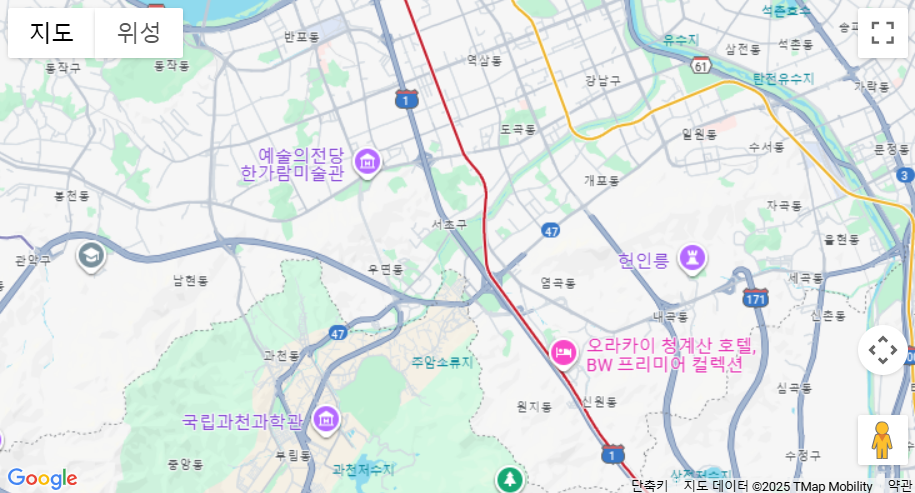 지도
위성
석촌호수
송
반포동
유수지
삼전동
석촌동
동작구
동작동
역삼동
61
강남구
탄천유수지
가락동
1
도곡동
일원동
예술의전당
한가람미술관
수서동
문정동
3
봉천동
개포동
자곡동
서초구
47
율현동
관악구
우면동
헌인릉
남현동
염곡동
세곡동
171
내곡동
신촌동
47
과천동
주암소류지
오라카이 청계산 호텔,
BW 프리미어 컬렉션
심곡동
원지동
신원동
국립과천과학관
부림동
1
수정구
중앙동
과천저수지
Google
단축키
지도 데이터 ©2025 TMap Mobility
약관